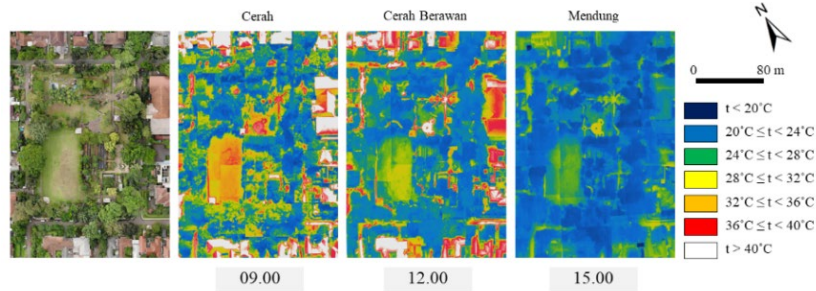 Cerah
Cerah Berawan
Mendung
N
0 80 m
t < 20˚C
20˚C ≤ t < 24˚C
24˚C ≤ t < 28˚C
28˚C ≤ t < 32˚C
32˚C ≤ t < 36˚C
36˚C ≤ t < 40˚C
t > 40˚C
09.00
12.00
15.00